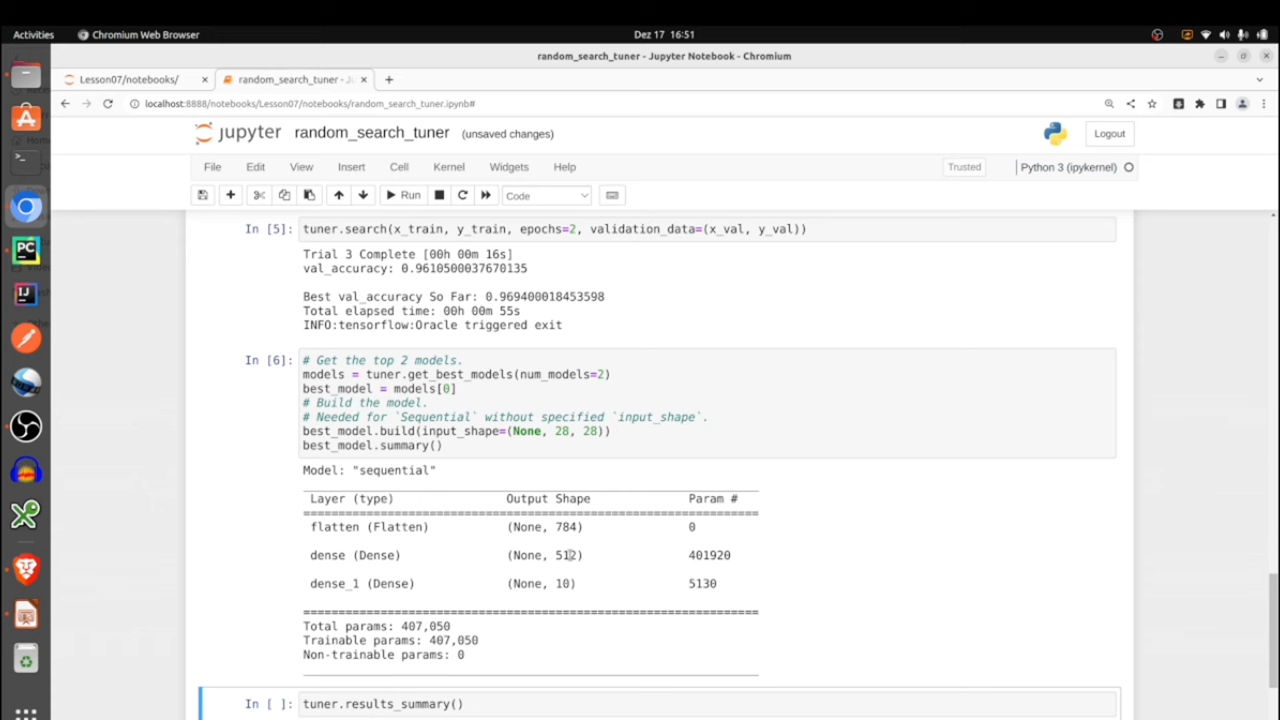 Activities
Chromium Web Browser
Dez 17 16:51
random_search_tuner - Jupyter Notebook - Chromium
Lesson07/notebooks/
random_search_tuner - J
localhost:8888/notebooks/Lesson07/notebooks/random_search_tuner.ipynb#
jupyter random_search_tuner (unsaved changes)
Logout
File Edit View Insert Cell Kernel Widgets Help
Trusted
Python 3 (ipykernel)
Run
Code
In [5]: tuner.search(x_train, y_train, epochs=2, validation_data=(x_val, y_val))
Trial 3 Complete [00h 00m 16s]
val_accuracy: 0.9610500037670135
Best val_accuracy So Far: 0.969400018453598
Total elapsed time: 00h 00m 55s
INFO:tensorflow:Oracle triggered exit
In [6]: # Get the top 2 models.
models = tuner.get_best_models(num_models=2)
best_model = models[0]
# Build the model.
# Needed for `Sequential` without specified `input_shape`.
best_model.build(input_shape=(None, 28, 28))
best_model.summary()
Model: "sequential"
Layer (type) Output Shape Param #
flatten (Flatten) (None, 784) 0
dense (Dense) (None, 512) 401920
dense_1 (Dense) (None, 10) 5130
Total params: 407,050
Trainable params: 407,050
Non-trainable params: 0
In [ ]: tuner.results_summary()